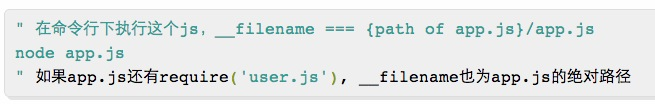 " 在命令行下执行这个js，__filename === {path of app.js}/app.js
node app.js
" 如果app.js还有require('user.js'), __filename也为app.js的绝对路径